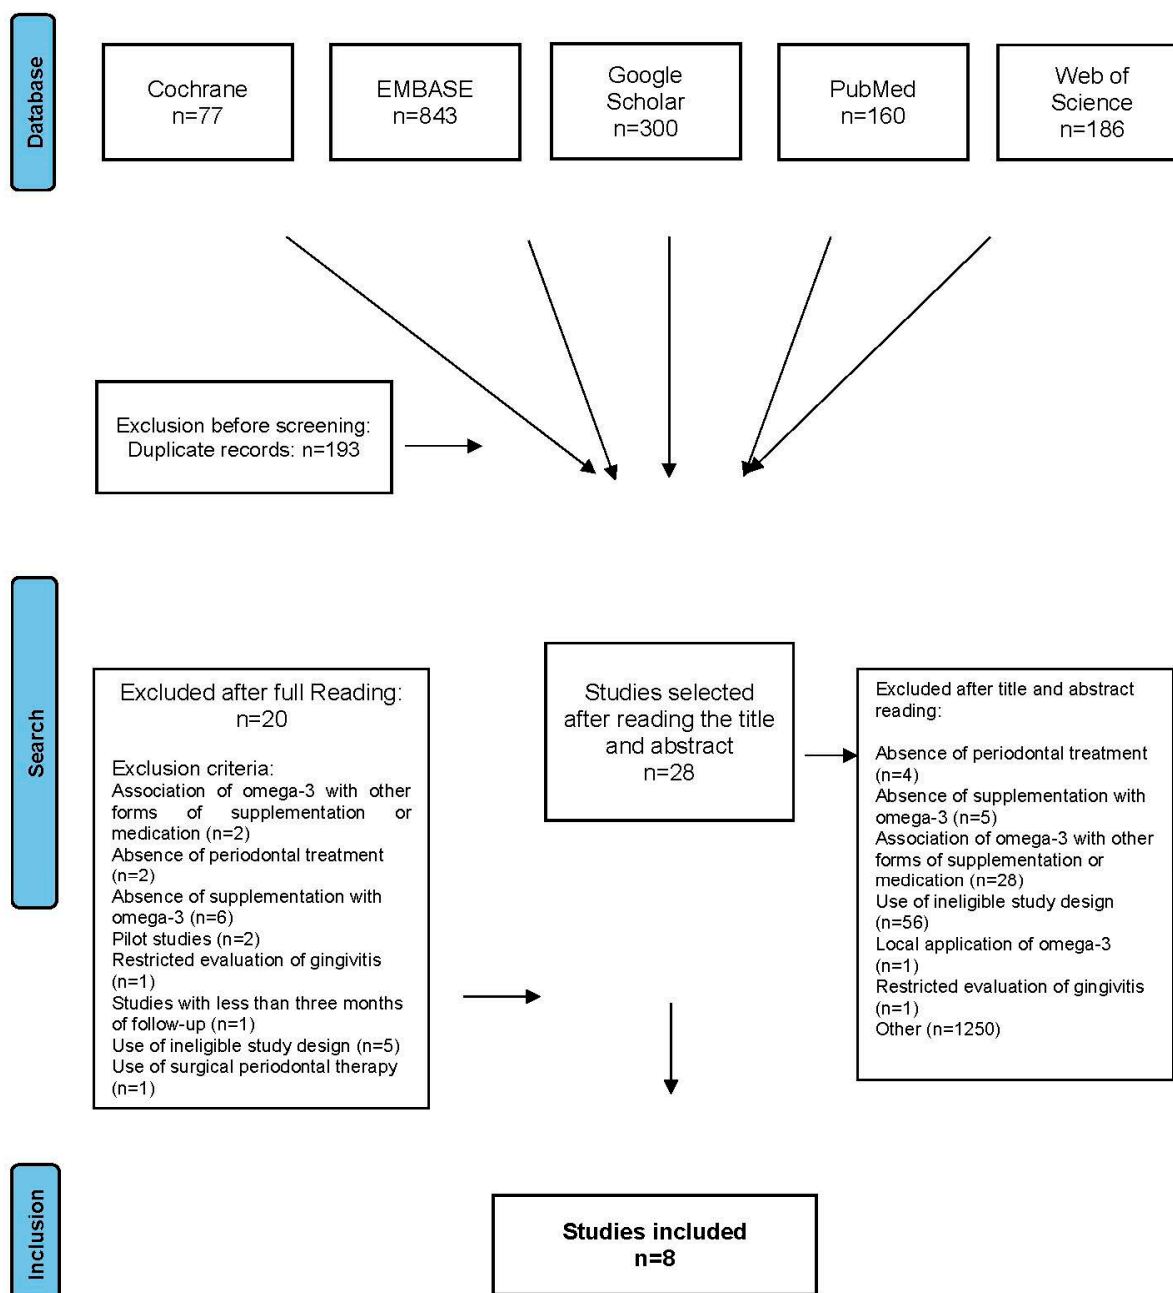 Database
Cochrane
n=77
EMBASE
n=843
Google
Scholar
n=300
PubMed
n=160
Web of
Science
n=186
Exclusion before screening:
Duplicate records: n=193
Search
Excluded after full Reading:
n=20
Exclusion criteria:
Association of omega-3 with other
forms of supplementation or
medication (n=2)
Absence of periodontal treatment
(n=2)
Absence of supplementation with
omega-3 (n=6)
Pilot studies (n=2)
Restricted evaluation of gingivitis
(n=1)
Studies with less than three months
of follow-up (n=1)
Use of ineligible study design (n=5)
Use of surgical periodontal therapy
(n=1)
Studies selected
after reading the title
and abstract
n=28
Excluded after title and abstract
reading:
Absence of periodontal treatment
(n=4)
Absence of supplementation with
omega-3 (n=5)
Association of omega-3 with other
forms of supplementation or
medication (n=28)
Use of ineligible study design
(n=56)
Local application of omega-3
(n=1)
Restricted evaluation of gingivitis
(n=1)
Other (n=1250)
Inclusion
Studies included
n=8